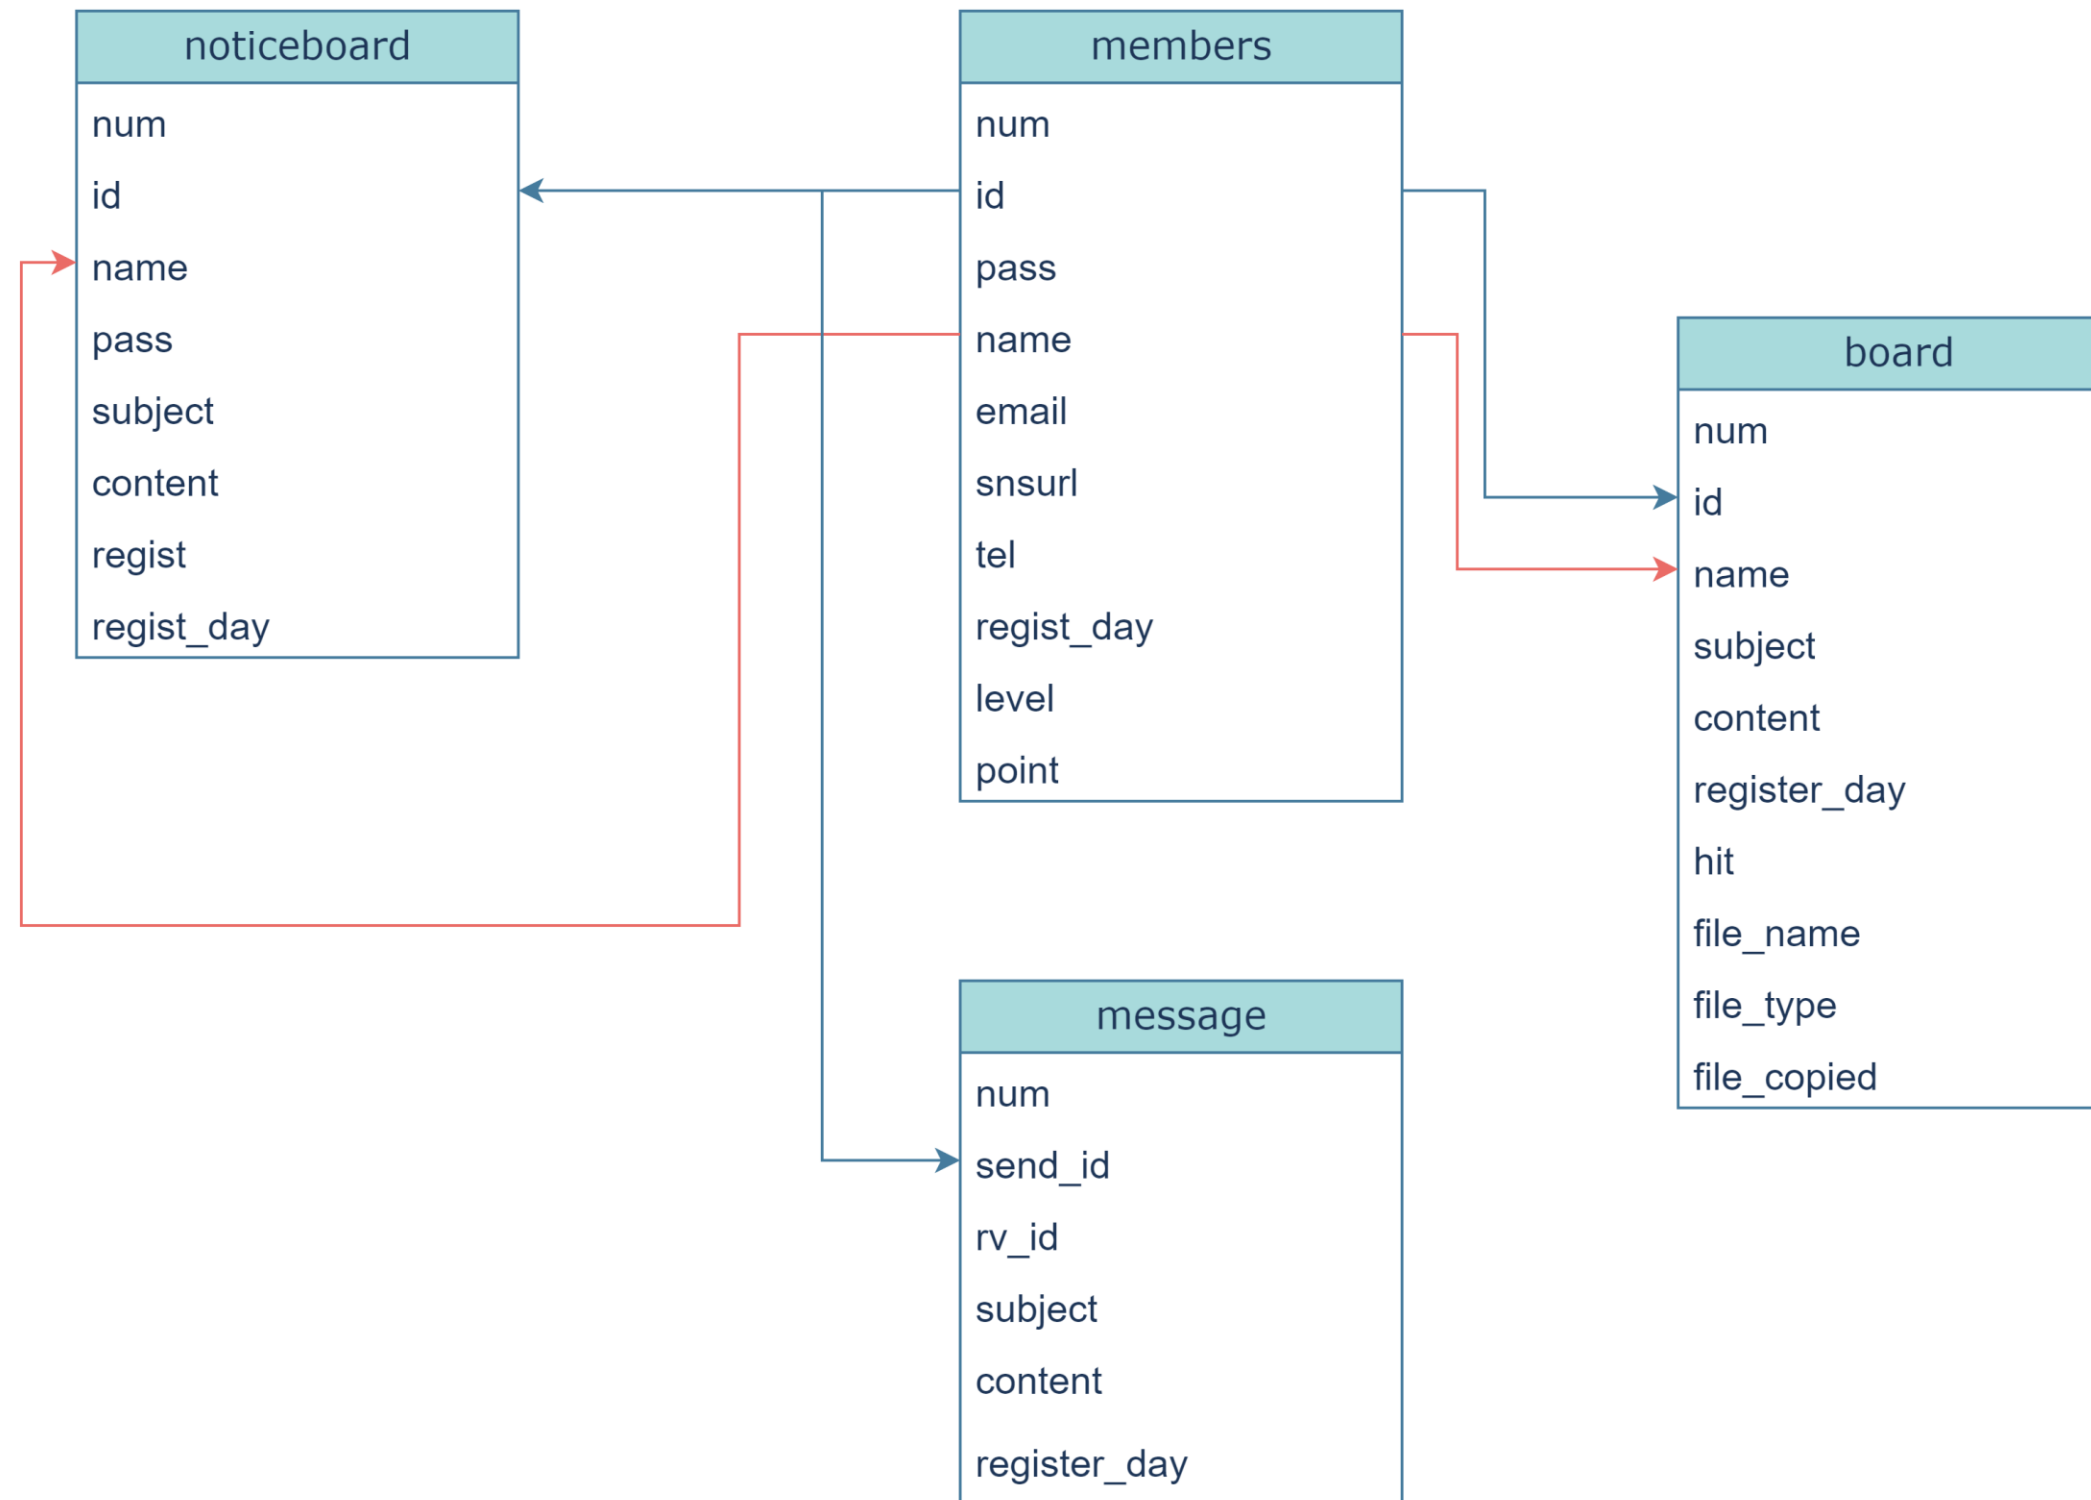 noticeboard
num
id
name
pass
subject
content
regist
regist_day
members
num
id
pass
name
email
snsurl
tel
regist_day
level
point
board
num
id
name
subject
content
register_day
hit
file_name
file_type
file_copied
message
num
send_id
rv_id
subject
content
register_day